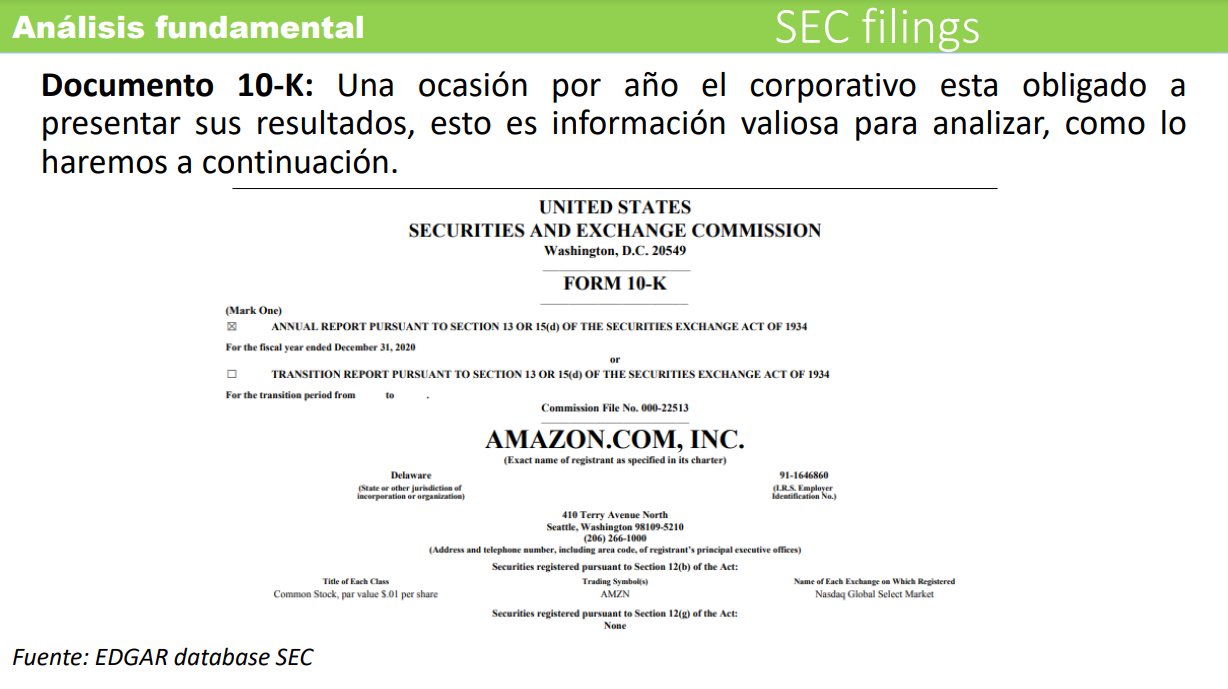 Análisis fundamental
SEC filings
Documento 10-K: Una ocasión por año el corporativo esta obligado a
presentar sus resultados, esto es información valiosa para analizar, como lo
haremos a continuación.
UNITED STATES
SECURITIES AND EXCHANGE COMMISSION
Washington, D.C. 20549
FORM 10-K
(Mark One)
☒ ANNUAL REPORT PURSUANT TO SECTION 13 OR 15(d) OF THE SECURITIES EXCHANGE ACT OF 1934
For the fiscal year ended December 31, 2020
or
☐ TRANSITION REPORT PURSUANT TO SECTION 13 OR 15(d) OF THE SECURITIES EXCHANGE ACT OF 1934
For the transition period from to .
Commission File No. 000-22513
AMAZON.COM, INC.
(Exact name of registrant as specified in its charter)
Delaware 91-1646860
(State or other jurisdiction of (I.R.S. Employer
incorporation or organization) Identification No.)
410 Terry Avenue North
Seattle, Washington 98109-5210
(206) 266-1000
(Address and telephone number, including area code, of registrant's principal executive offices)
Securities registered pursuant to Section 12(b) of the Act:
Title of Each Class Trading Symbol(s) Name of Each Exchange on Which Registered
Common Stock, par value $.01 per share AMZN Nasdaq Global Select Market
Securities registered pursuant to Section 12(g) of the Act:
None
Fuente: EDGAR database SEC